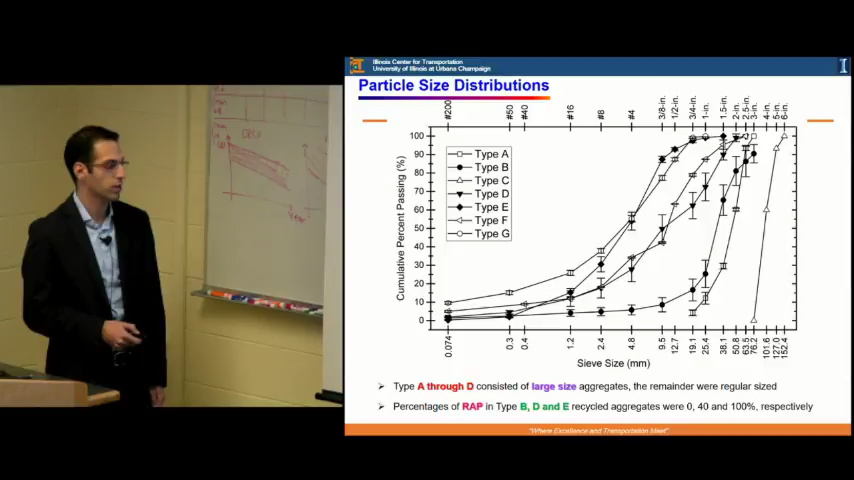 Illinois Center for Transportation
University of Illinois at Urbana Champaign
Particle Size Distributions
#200 #50 #40 #16 #8 #4 3/8-in. 1/2-in. 3/4-in. 1-in. 1.5-in. 2-in. 2.5-in. 3-in. 4-in. 5-in. 6-in.
Cumulative Percent Passing (%)
100
90
80
70
60
50
40
30
20
10
0
Type A
Type B
Type C
Type D
Type E
Type F
Type G
0.074 0.3 0.4 1.2 2.4 4.8 9.5 12.7 19.1 25.4 38.1 50.8 63.5 76.2 101.6 127.0 152.4
Sieve Size (mm)
Type A through D consisted of large size aggregates, the remainder were regular sized
Percentages of RAP in Type B, D and E recycled aggregates were 0, 40 and 100%, respectively
"Where Excellence and Transportation Meet"